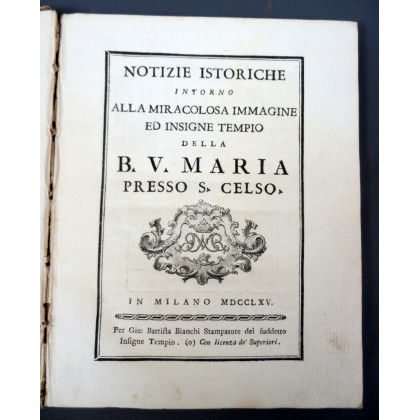 NOTIZIE ISTORICHE
INTORNO
ALLA MIRACOLOSA IMMAGINE
ED INSIGNE TEMPIO
DELLA
B. V. MARIA
PRESSO S. CELSO.
IN MILANO MDCCLXV.
Per Gio: Battista Bianchi Stampatore del suddetto
Insigne Tempio. (o) Con licenza de' Superiori.